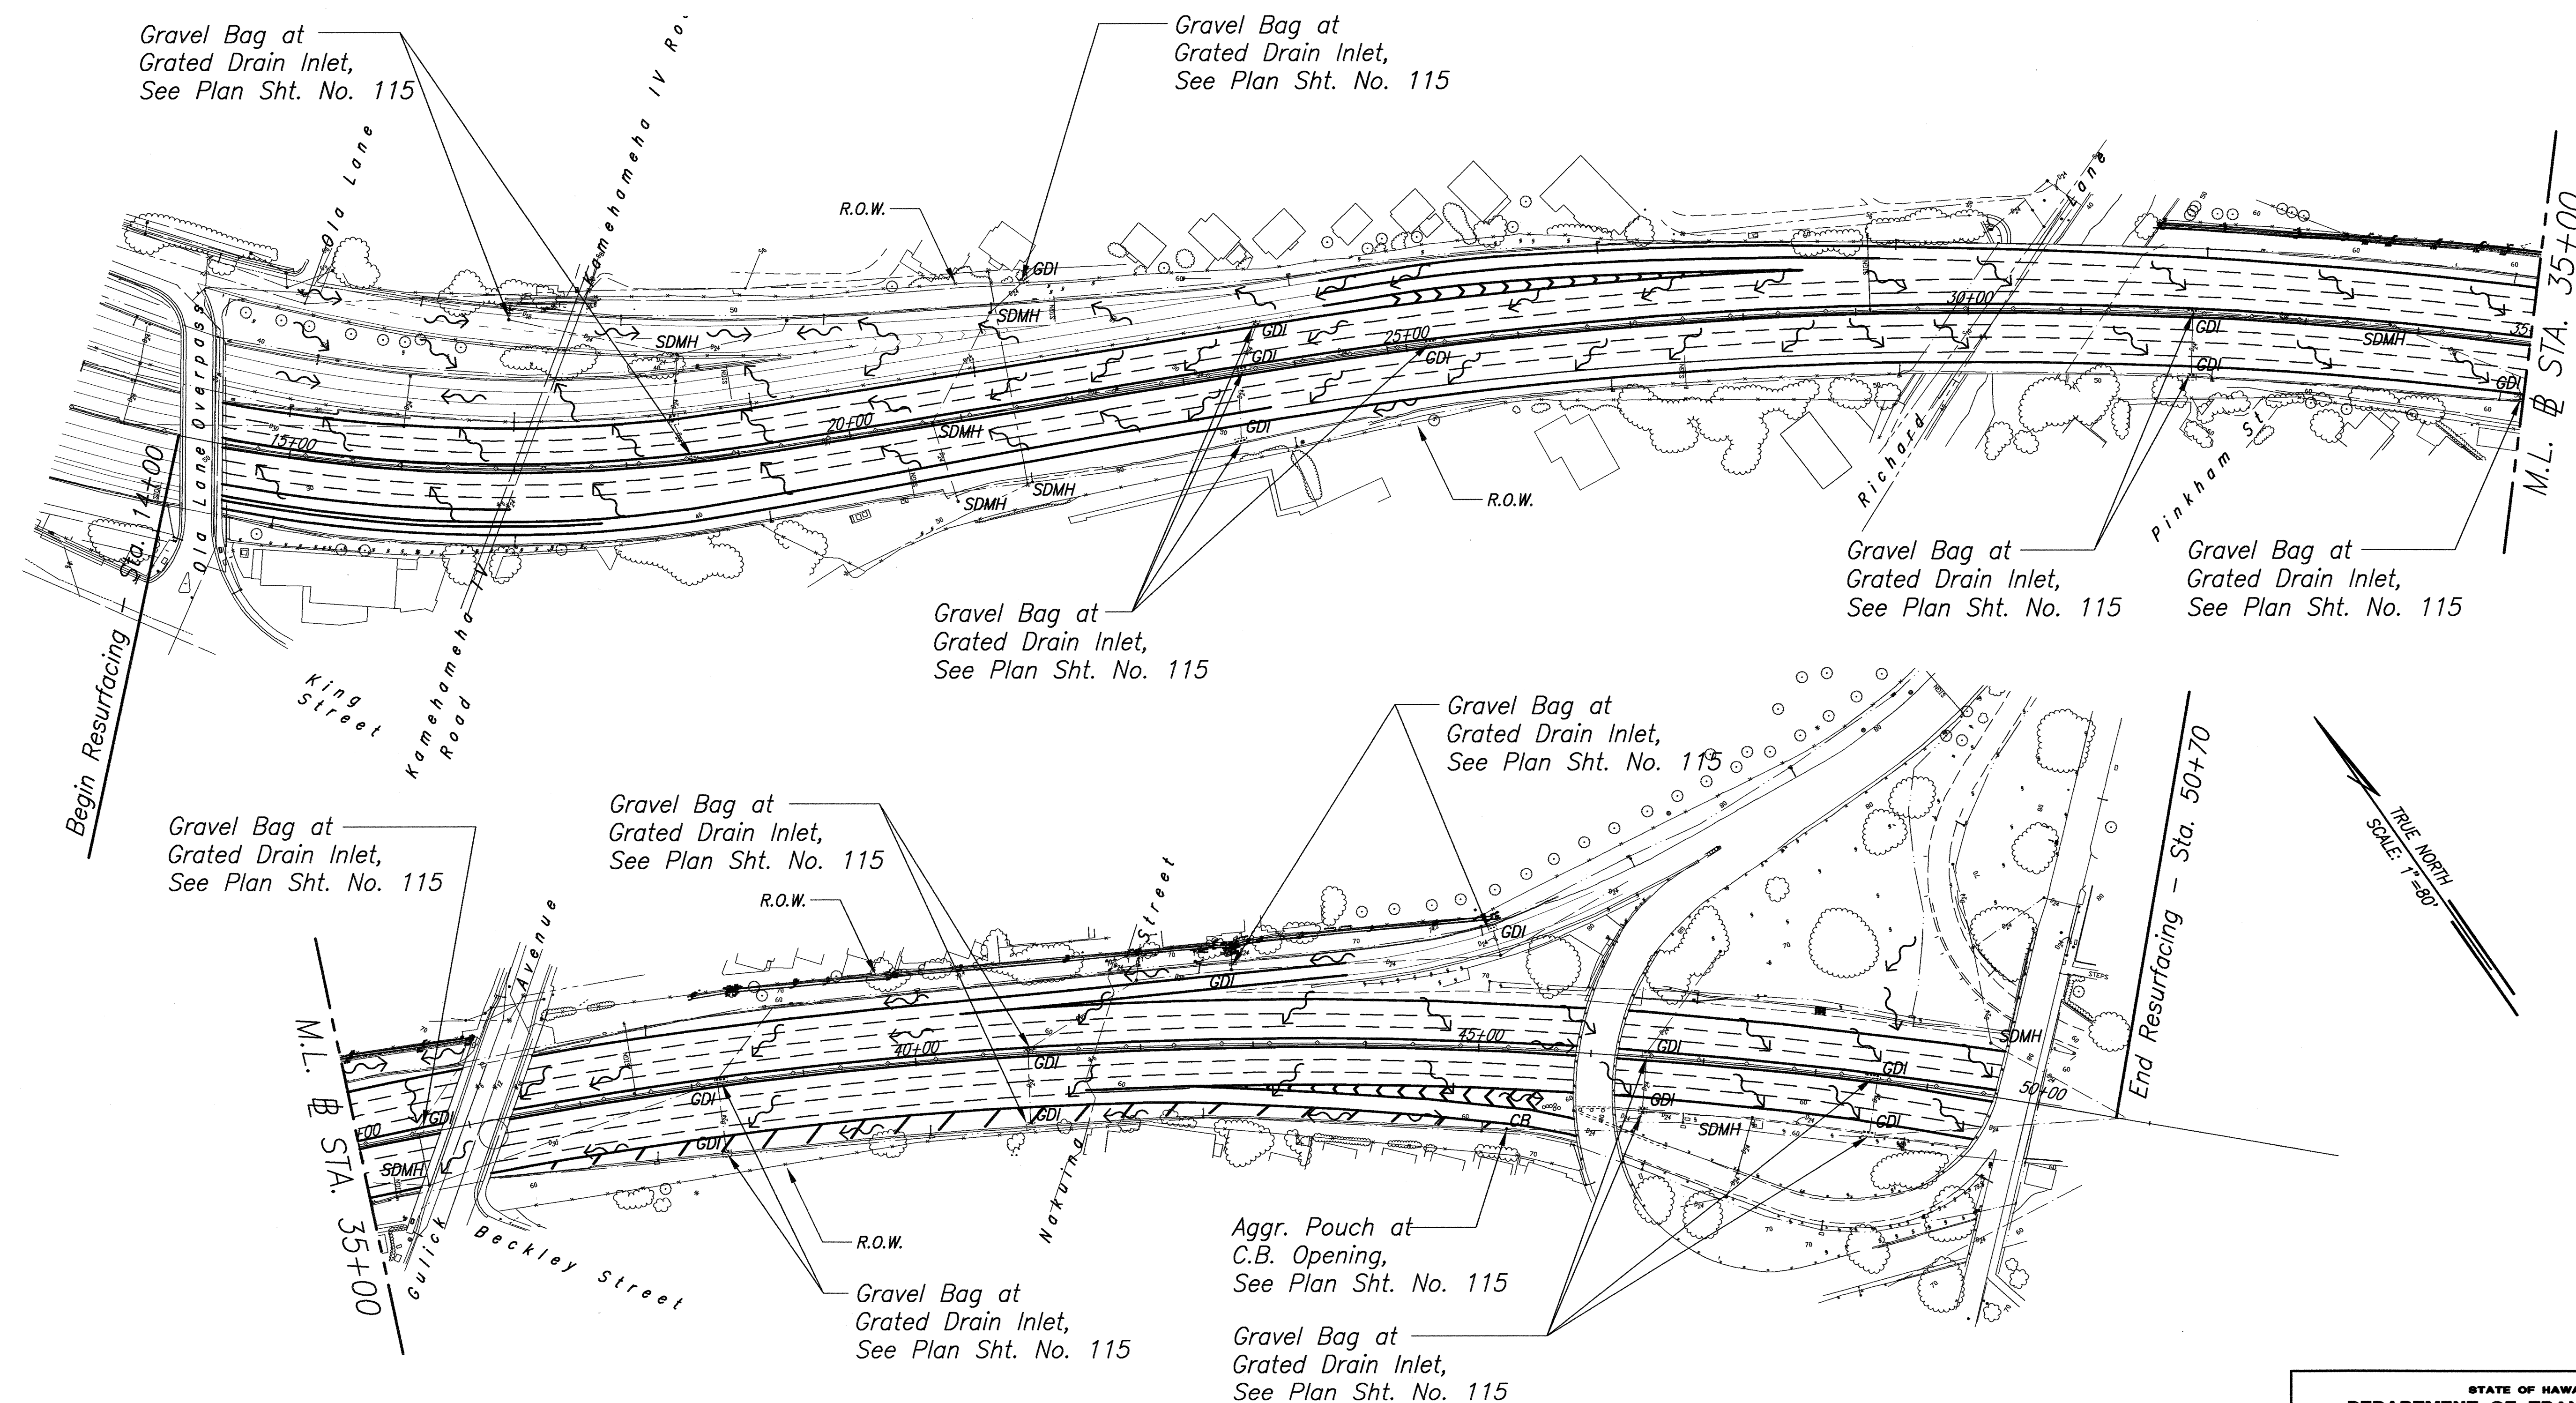 Gravel Bag at
Grated Drain Inlet,
See Plan Sht. No. 115
Gravel Bag at
Grated Drain Inlet,
See Plan Sht. No. 115
Ola Lane
Kamehameha IV
R.O.W.
GDI
SDMH
SDMH
GDI
GDI
GDI
GDI
15+00
20+00
25+00
30+00
35
SDMH
SDMH
SDMH
GDI
GDI
SDMH
GDI
R.O.W.
Lane
Richard
Pinkham St
M.L. BL STA. 35+00
Ola Lane Overpass
Begin Resurfacing - Sta. 14+00
King
Street
Kamehameha IV
Road
Gravel Bag at
Grated Drain Inlet,
See Plan Sht. No. 115
Gravel Bag at
Grated Drain Inlet,
See Plan Sht. No. 115
Gravel Bag at
Grated Drain Inlet,
See Plan Sht. No. 115
Gravel Bag at
Grated Drain Inlet,
See Plan Sht. No. 115
Gravel Bag at
Grated Drain Inlet,
See Plan Sht. No. 115
Gravel Bag at
Grated Drain Inlet,
See Plan Sht. No. 115
R.O.W.
Avenue
Street
GDI
GDI
GDI
SDMH
GDI
GDI
40+00
GDI
GDI
45+00
CB
GDI
GDI
SDMH
GDI
GDI
SDMH
50+00
STEPS
End Resurfacing - Sta. 50+70
TRUE NORTH
SCALE: 1"=80'
M.L. BL STA. 35+00
Gulick
Beckley Street
Nakuina
R.O.W.
Gravel Bag at
Grated Drain Inlet,
See Plan Sht. No. 115
Aggr. Pouch at
C.B. Opening,
See Plan Sht. No. 115
Gravel Bag at
Grated Drain Inlet,
See Plan Sht. No. 115
STATE OF HAWA